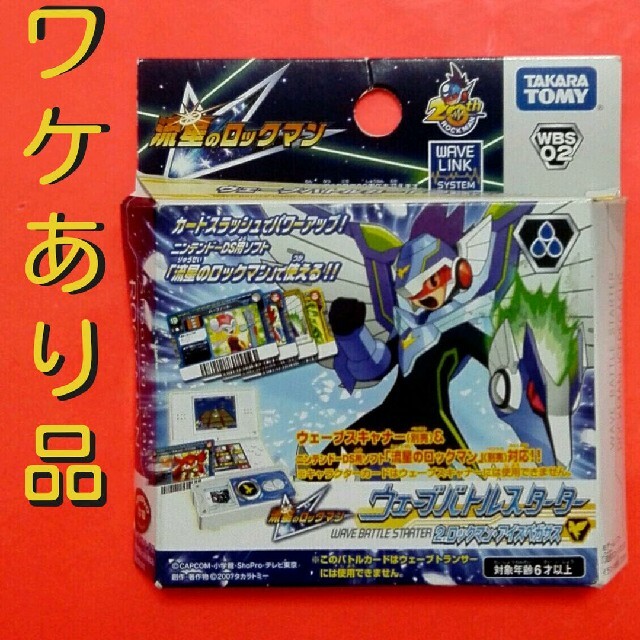 ワケあり品
流星のロックマン
20th
ROCKMAN
TAKARA
TOMY
WAVE
LINK
SYSTEM
WBS
02
カードスラッシュでパワーアップ!
ニンテンドーDS用ソフト
「流星のロックマン」で使える!!
ウェーブスキャナー(別売)&
ニンテンドーDS用ソフト「流星のロックマン」(別売)対応!!
流星のロックマン
ウェーブバトルスターター
WAVE BATTLE STARTER
2.ロックマン・アイスペガサス
©CAPCOM・小学館・ShoPro・テレビ東京
創作・著作物©2007タカラトミー
※このバトルカードはウェーブトランサー
には使用できません。
対象年齢6才以上